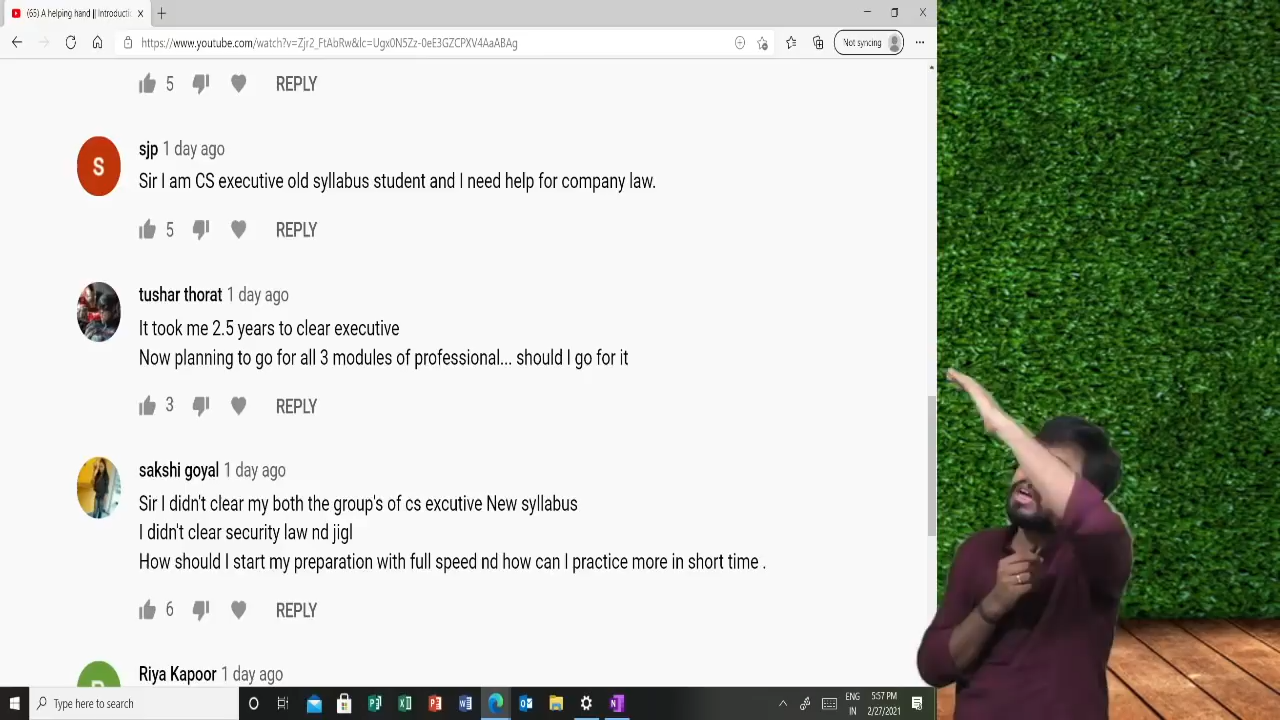 (65) A helping hand || Introducti
https://www.youtube.com/watch?v=Zjr2_FtAbRw&lc=Ugx0N5Zz-0eE3GZCPXV4AaABAg
Not syncing
5 REPLY
S
sjp 1 day ago
Sir I am CS executive old syllabus student and I need help for company law.
5 REPLY
tushar thorat 1 day ago
It took me 2.5 years to clear executive
Now planning to go for all 3 modules of professional... should I go for it
3 REPLY
sakshi goyal 1 day ago
Sir I didn't clear my both the group's of cs excutive New syllabus
I didn't clear security law nd jigl
How should I start my preparation with full speed nd how can I practice more in short time .
6 REPLY
Riya Kapoor 1 day ago
Type here to search
ENG
IN
5:57 PM
2/27/2021